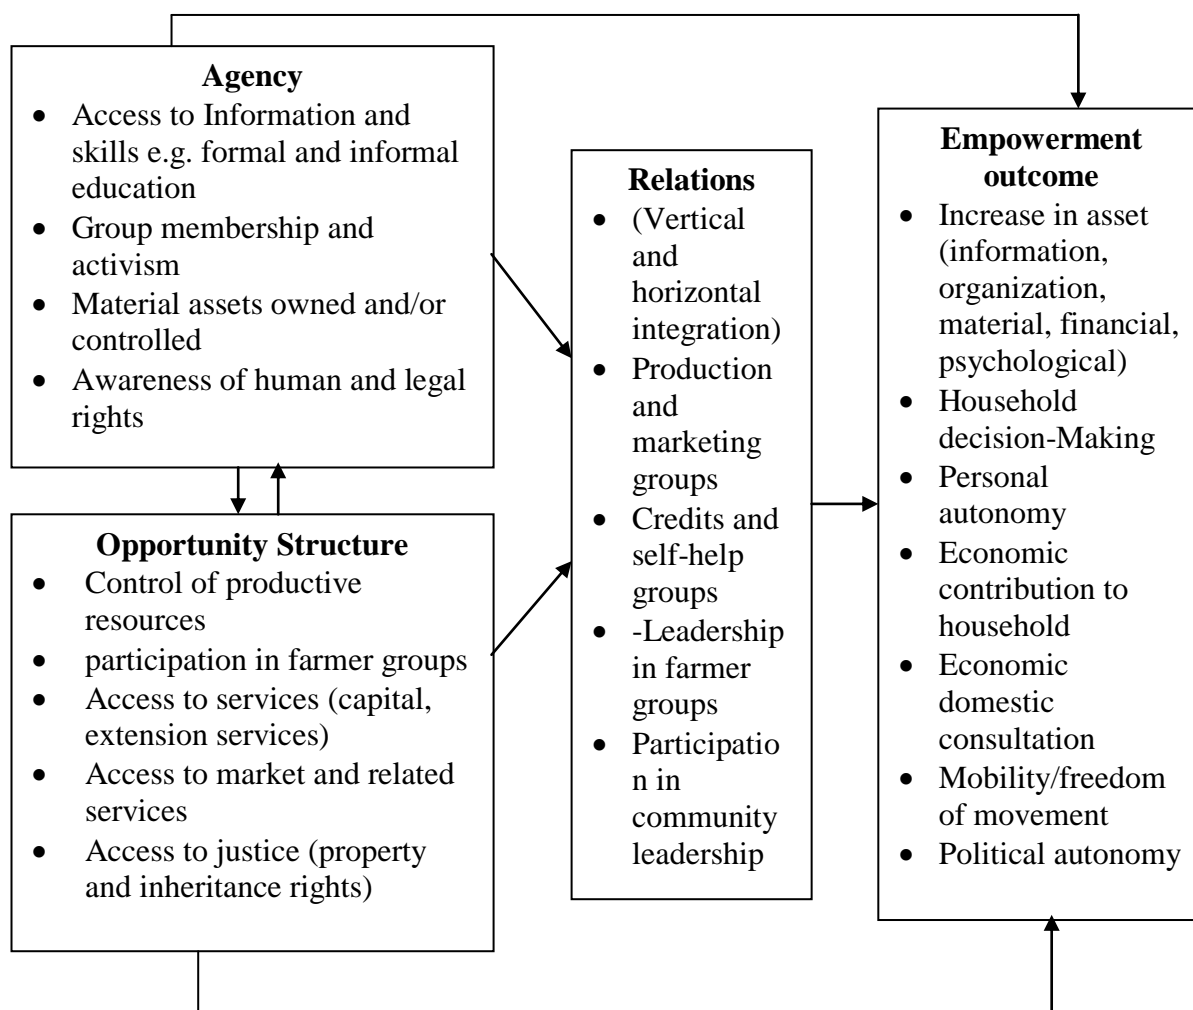 Agency
• Access to Information and
skills e.g. formal and informal
education
• Group membership and
activism
• Material assets owned and/or
controlled
• Awareness of human and legal
rights
Opportunity Structure
• Control of productive
resources
• participation in farmer groups
• Access to services (capital,
extension services)
• Access to market and related
services
• Access to justice (property
and inheritance rights)
Relations
• (Vertical
and
horizontal
integration)
• Production
and
marketing
groups
• Credits and
self-help
groups
• -Leadership
in farmer
groups
• Participatio
n in
community
leadership
Empowerment
outcome
• Increase in asset
(information,
organization,
material, financial,
psychological)
• Household
decision-Making
• Personal
autonomy
• Economic
contribution to
household
• Economic
domestic
consultation
• Mobility/freedom
of movement
• Political autonomy